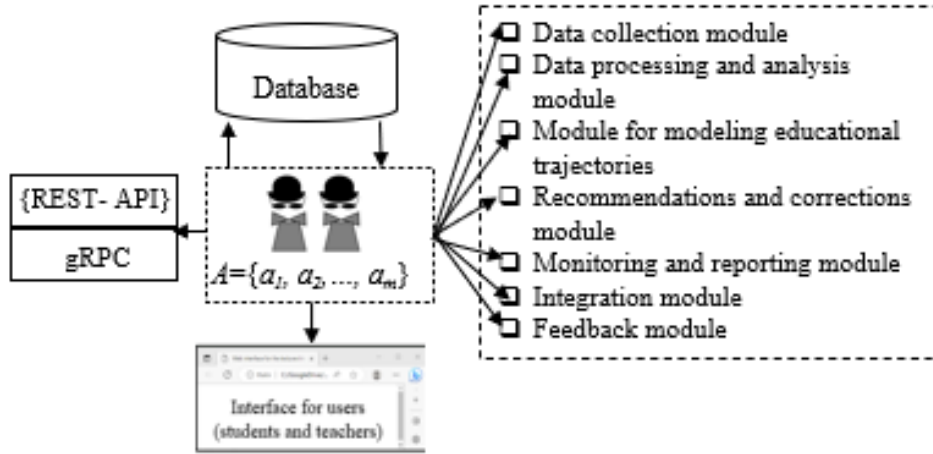 Database
{REST- API}
gRPC
A={a1, a2, ..., am}
Interface for users
(students and teachers)
❑ Data collection module
❑ Data processing and analysis
module
❑ Module for modeling educational
trajectories
❑ Recommendations and corrections
module
❑ Monitoring and reporting module
❑ Integration module
❑ Feedback module